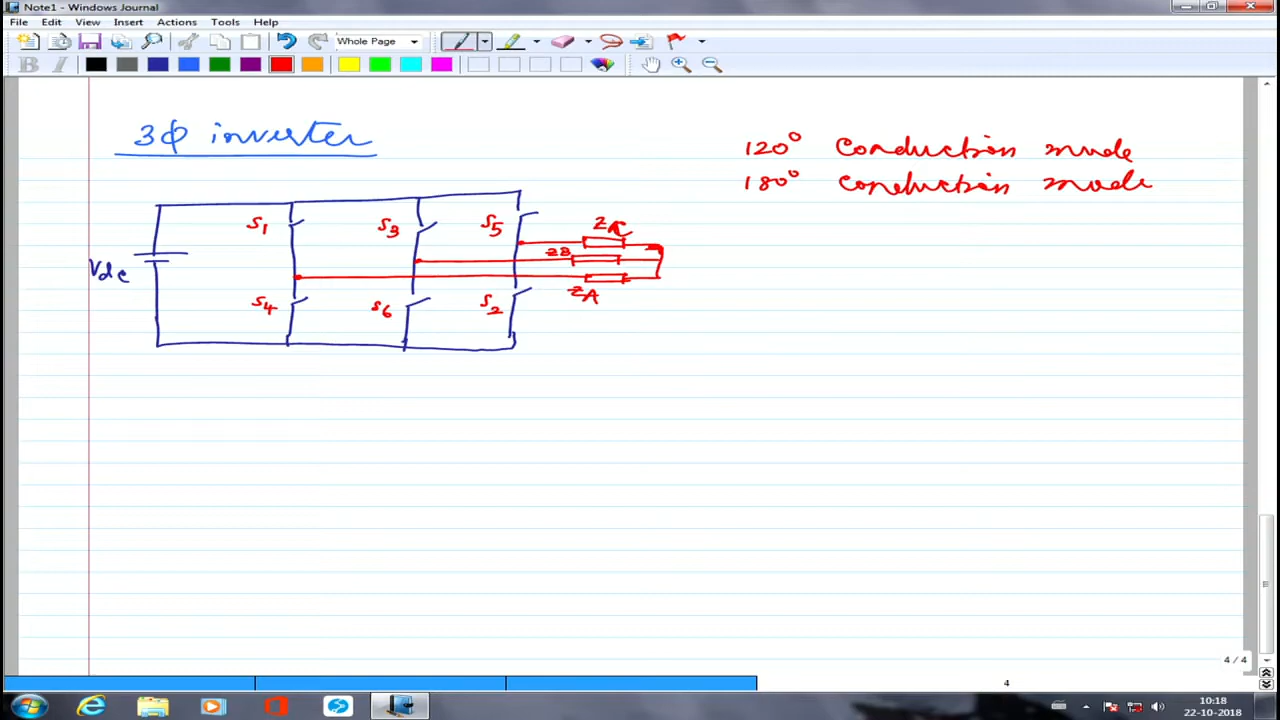 Note1 - Windows Journal
File Edit View Insert Actions Tools Help
Whole Page
B I
3Φ inverter
120° conduction mode
180° conduction mode
S1 S3 S5
ZC
ZB
Vdc
S4 S6 S2
ZA
4 / 4
4
10:18
22-10-2018